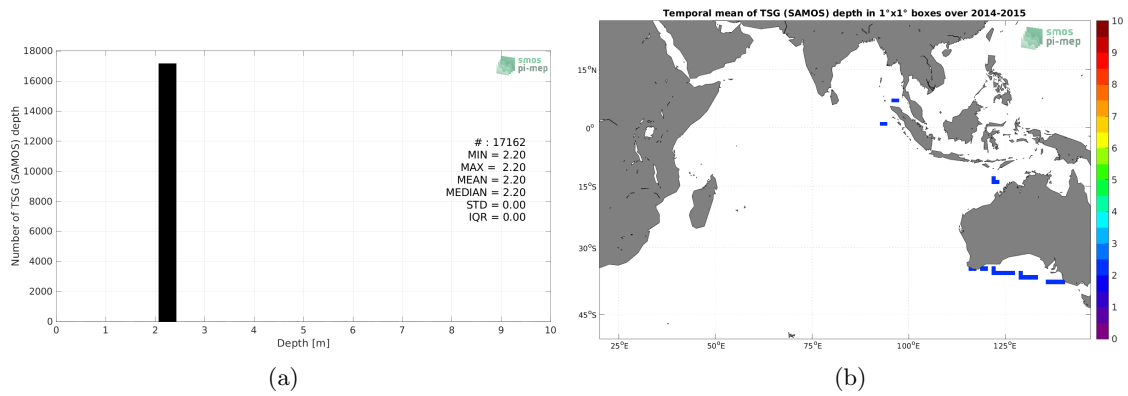 Temporal mean of TSG (SAMOS) depth in 1°x1° boxes over 2014-2015
18000
16000
14000
12000
10000
8000
6000
4000
2000
0
Number of TSG (SAMOS) depth
smos
pi-mep
# : 17162
MIN = 2.20
MAX = 2.20
MEAN = 2.20
MEDIAN = 2.20
STD = 0.00
IQR = 0.00
0 1 2 3 4 5 6 7 8 9 10
Depth [m]
(a)
smos
pi-mep
15°N
0°
15°S
30°S
45°S
25°E 50°E 75°E 100°E 125°E
10
9
8
7
6
5
4
3
2
1
0
(b)